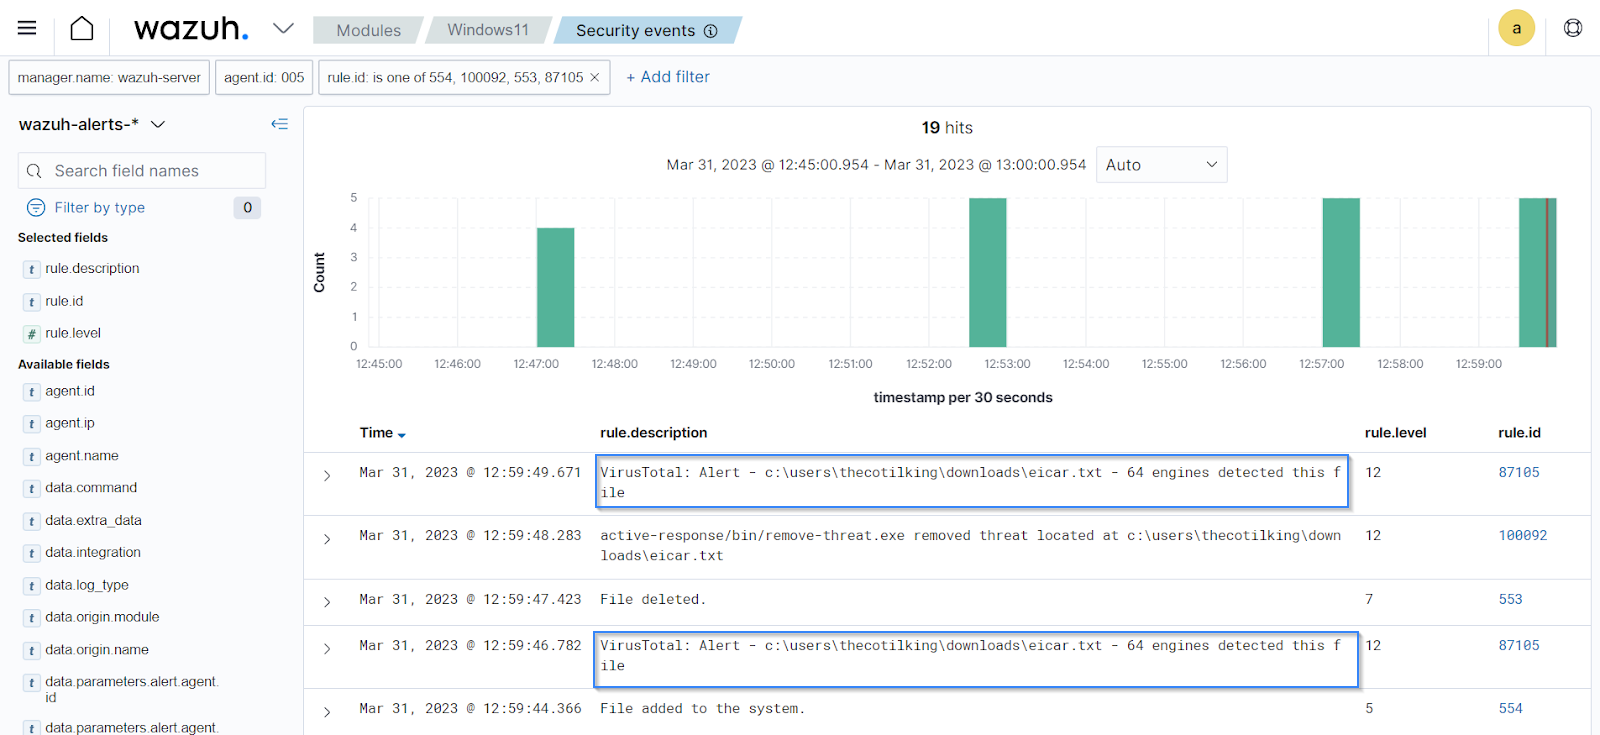 wazuh.
Modules
Windows11
Security events
a
manager.name: wazuh-server
agent.id: 005
rule.id: is one of 554, 100092, 553, 87105 ×
+ Add filter
wazuh-alerts-*
Search field names
Filter by type
0
Selected fields
t rule.description
t rule.id
# rule.level
Available fields
t agent.id
t agent.ip
t agent.name
t data.command
t data.extra_data
t data.integration
t data.log_type
t data.origin.module
t data.origin.name
t data.parameters.alert.agent.
id
t data.parameters.alert.agent.
19 hits
Mar 31, 2023 @ 12:45:00.954 - Mar 31, 2023 @ 13:00:00.954
Auto
Count
5
4
3
2
1
0
12:45:00 12:46:00 12:47:00 12:48:00 12:49:00 12:50:00 12:51:00 12:52:00 12:53:00 12:54:00 12:55:00 12:56:00 12:57:00 12:58:00 12:59:00
timestamp per 30 seconds
Time rule.description rule.level rule.id
Mar 31, 2023 @ 12:59:49.671 VirusTotal: Alert - c:\users\thecotilking\downloads\eicar.txt - 64 engines detected this f 12 87105
ile
Mar 31, 2023 @ 12:59:48.283 active-response/bin/remove-threat.exe removed threat located at c:\users\thecotilking\down 12 100092
loads\eicar.txt
Mar 31, 2023 @ 12:59:47.423 File deleted. 7 553
Mar 31, 2023 @ 12:59:46.782 VirusTotal: Alert - c:\users\thecotilking\downloads\eicar.txt - 64 engines detected this f 12 87105
ile
Mar 31, 2023 @ 12:59:44.366 File added to the system. 5 554